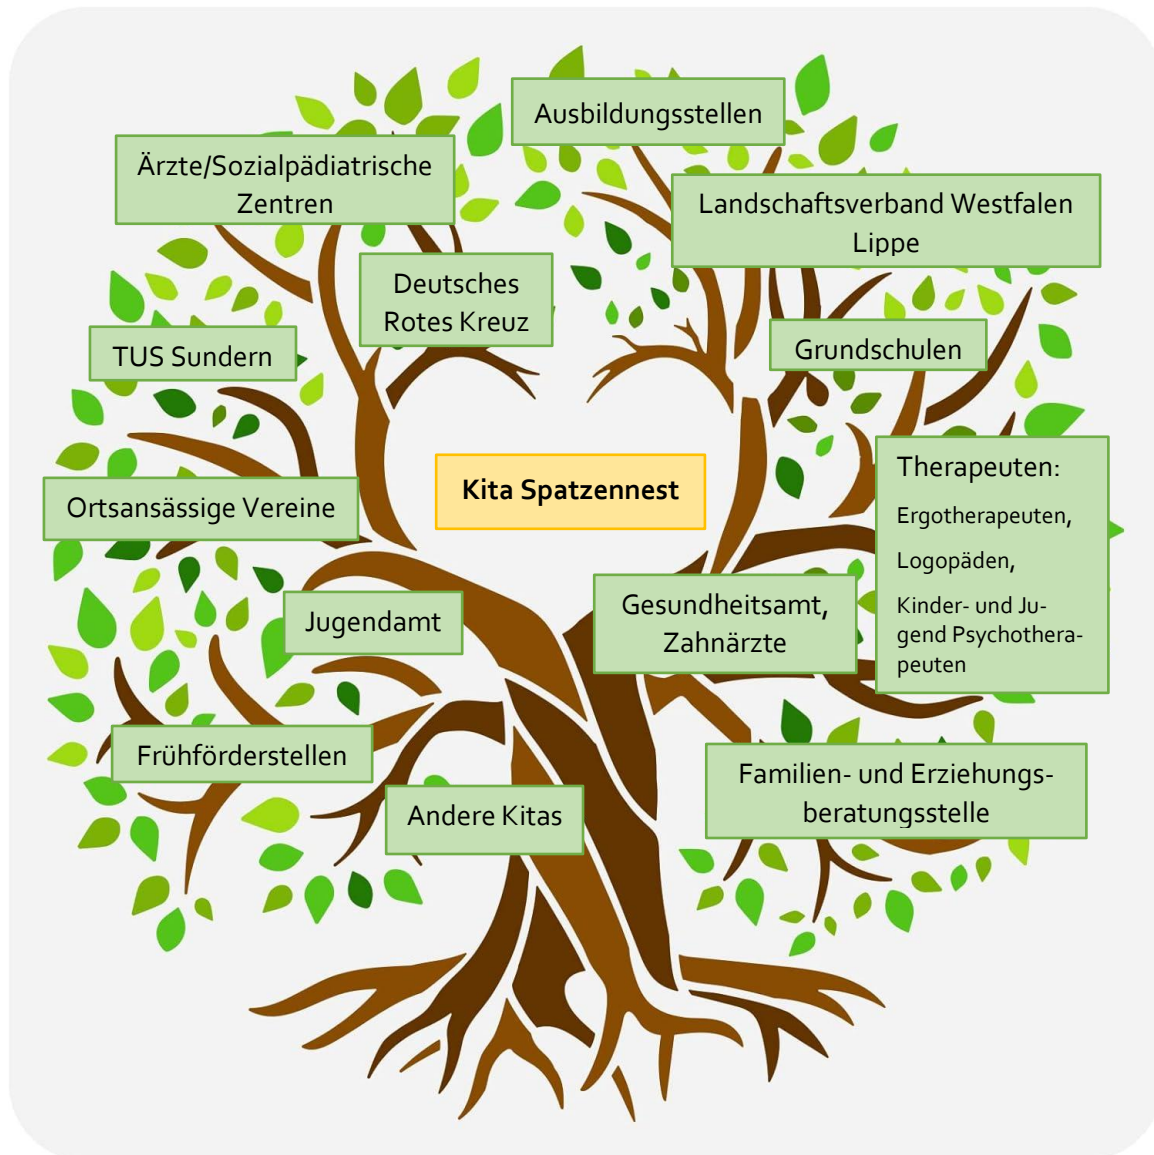 Ausbildungsstellen
Ärzte/Sozialpädiatrische
Zentren
Landschaftsverband Westfalen
Lippe
Deutsches
Rotes Kreuz
TUS Sundern
Grundschulen
Kita Spatzennest
Ortsansässige Vereine
Therapeuten:
Ergotherapeuten,
Logopäden,
Kinder- und Ju-
gend Psychothera-
peuten
Jugendamt
Gesundheitsamt,
Zahnärzte
Frühförderstellen
Andere Kitas
Familien- und Erziehungs-
beratungsstelle